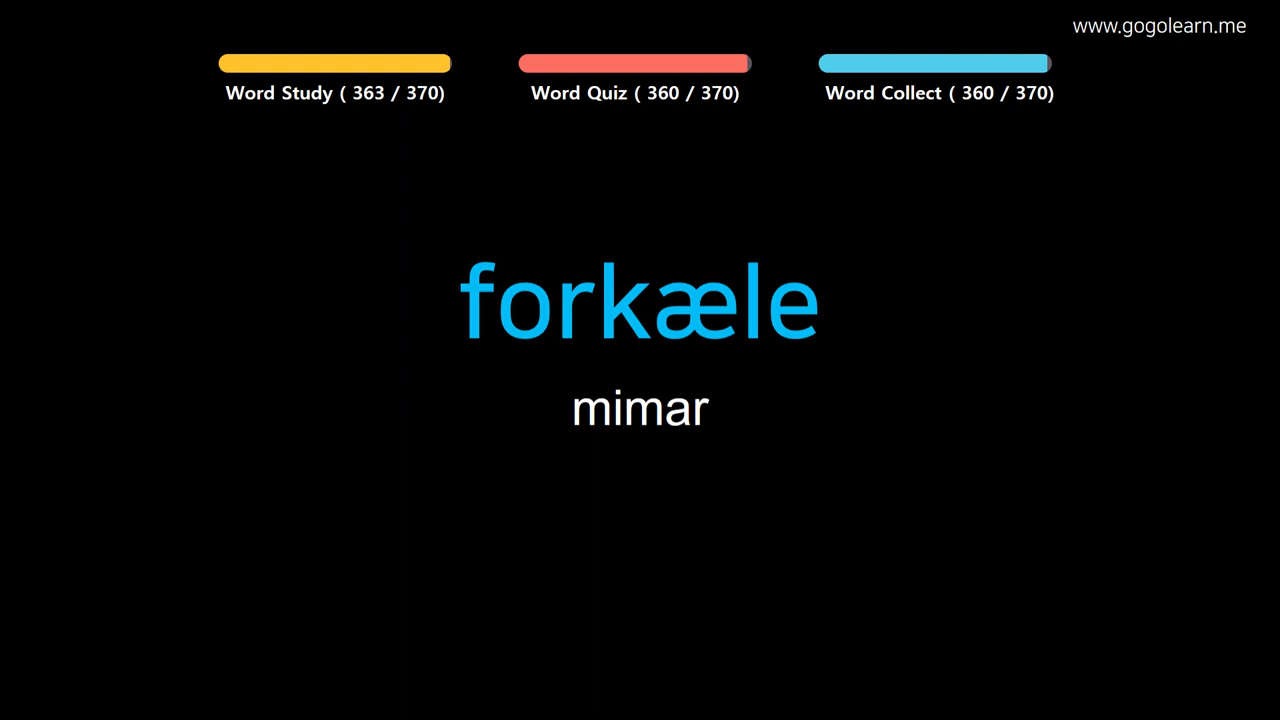 www.gogolearn.me
Word Study ( 363 / 370)
Word Quiz ( 360 / 370)
Word Collect ( 360 / 370)
forkæle
mimar